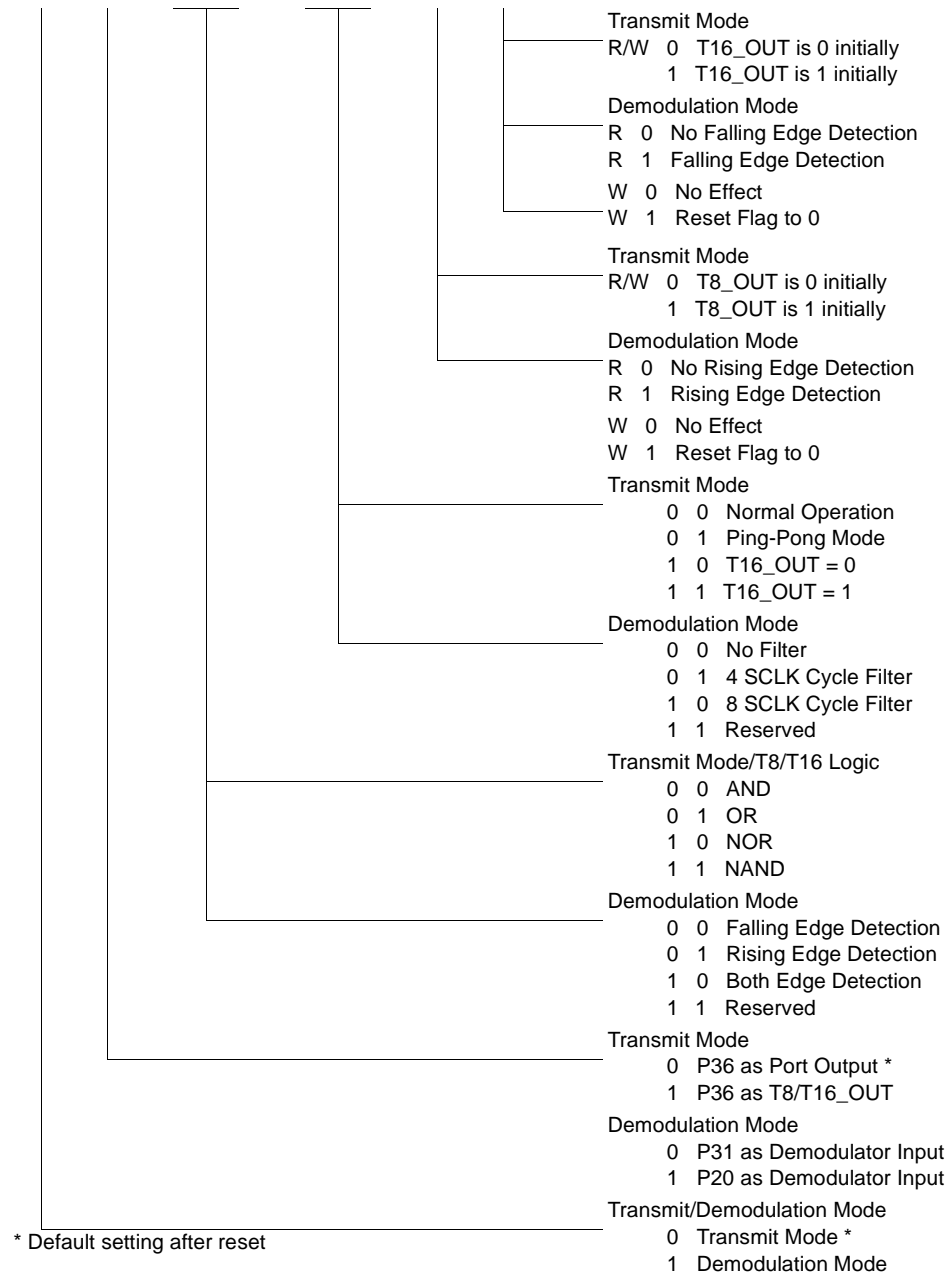 Transmit Mode
R/W 0 T16_OUT is 0 initially
1 T16_OUT is 1 initially
Demodulation Mode
R 0 No Falling Edge Detection
R 1 Falling Edge Detection
W 0 No Effect
W 1 Reset Flag to 0
Transmit Mode
R/W 0 T8_OUT is 0 initially
1 T8_OUT is 1 initially
Demodulation Mode
R 0 No Rising Edge Detection
R 1 Rising Edge Detection
W 0 No Effect
W 1 Reset Flag to 0
Transmit Mode
0 0 Normal Operation
0 1 Ping-Pong Mode
1 0 T16_OUT = 0
1 1 T16_OUT = 1
Demodulation Mode
0 0 No Filter
0 1 4 SCLK Cycle Filter
1 0 8 SCLK Cycle Filter
1 1 Reserved
Transmit Mode/T8/T16 Logic
0 0 AND
0 1 OR
1 0 NOR
1 1 NAND
Demodulation Mode
0 0 Falling Edge Detection
0 1 Rising Edge Detection
1 0 Both Edge Detection
1 1 Reserved
Transmit Mode
0 P36 as Port Output *
1 P36 as T8/T16_OUT
Demodulation Mode
0 P31 as Demodulator Input
1 P20 as Demodulator Input
Transmit/Demodulation Mode
0 Transmit Mode *
1 Demodulation Mode
* Default setting after reset